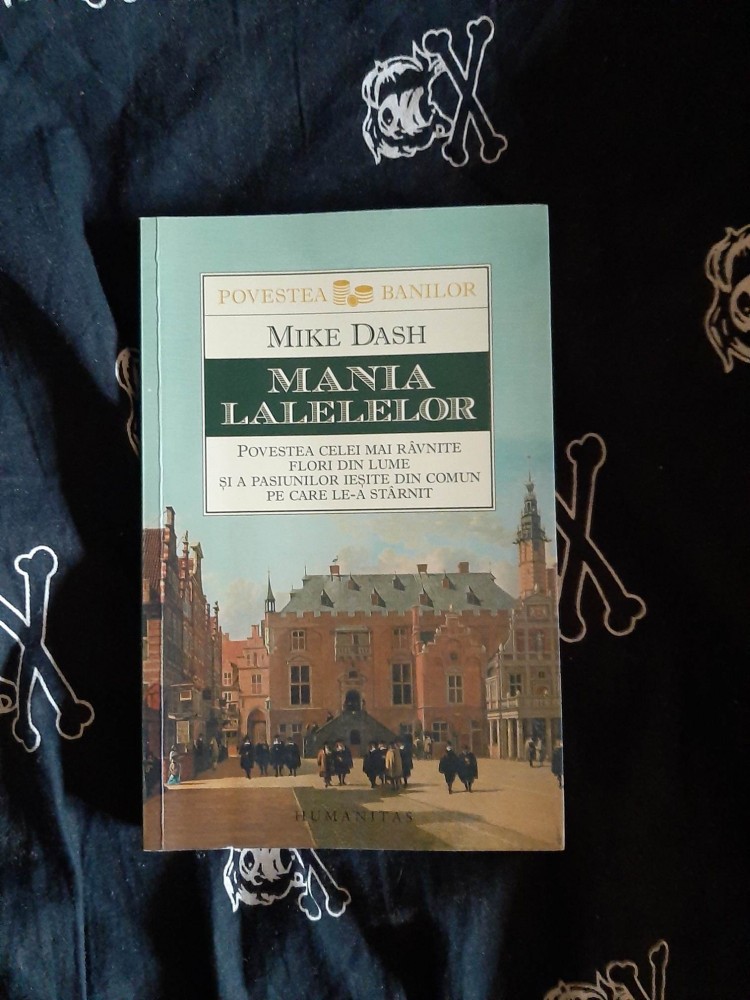 POVESTEA BANILOR
MIKE DASH
MANIA
LALELELOR
POVESTEA CELEI MAI RÂVNITE
FLORI DIN LUME
ȘI A PASIUNILOR IEȘITE DIN COMUN
PE CARE LE-A STÂRNIT
HUMANITAS